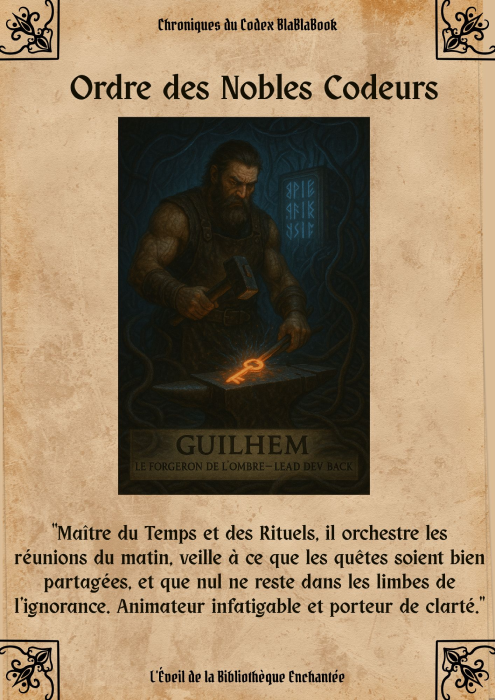 Chroniques du Codex BlaBlaBook
Ordre des Nobles Codeurs
GUILHEM
LE FORGERON DE L'OMBRE – LEAD DEV BACK
"Maître du Temps et des Rituels, il orchestre les
réunions du matin, veille à ce que les quêtes soient bien
partagées, et que nul ne reste dans les limbes de
l'ignorance. Animateur infatigable et porteur de clarté."
L'Éveil de la Bibliothèque Enchantée